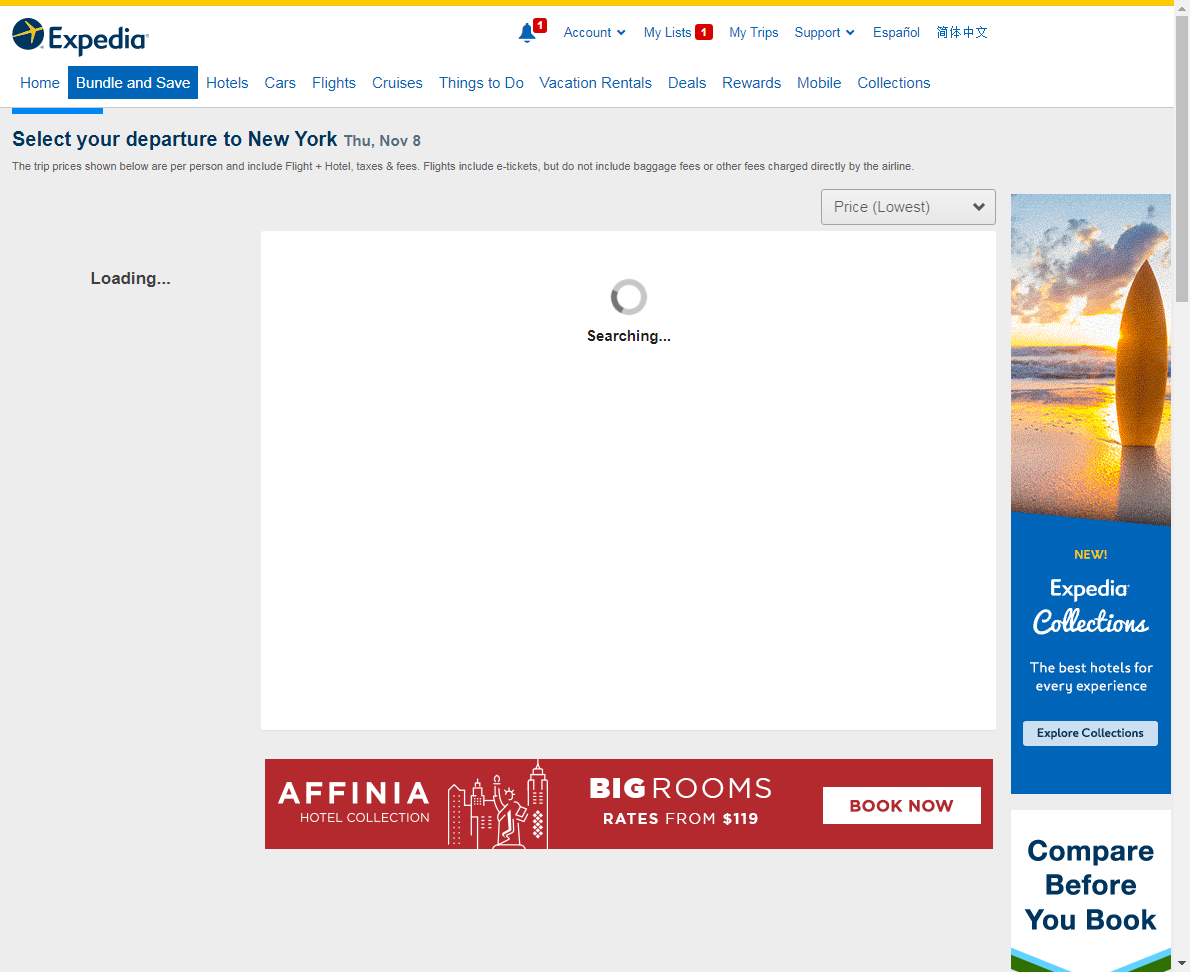 Expedia
1
Account
My Lists 1
My Trips
Support
Español
简体中文
Home
Bundle and Save
Hotels
Cars
Flights
Cruises
Things to Do
Vacation Rentals
Deals
Rewards
Mobile
Collections
Select your departure to New York Thu, Nov 8
The trip prices shown below are per person and include Flight + Hotel, taxes & fees. Flights include e-tickets, but do not include baggage fees or other fees charged directly by the airline.
Price (Lowest)
Loading...
Searching...
NEW!
Expedia
Collections
The best hotels for
every experience
Explore Collections
AFFINIA
HOTEL COLLECTION
BIG ROOMS
RATES FROM $119
BOOK NOW
Compare
Before
You Book